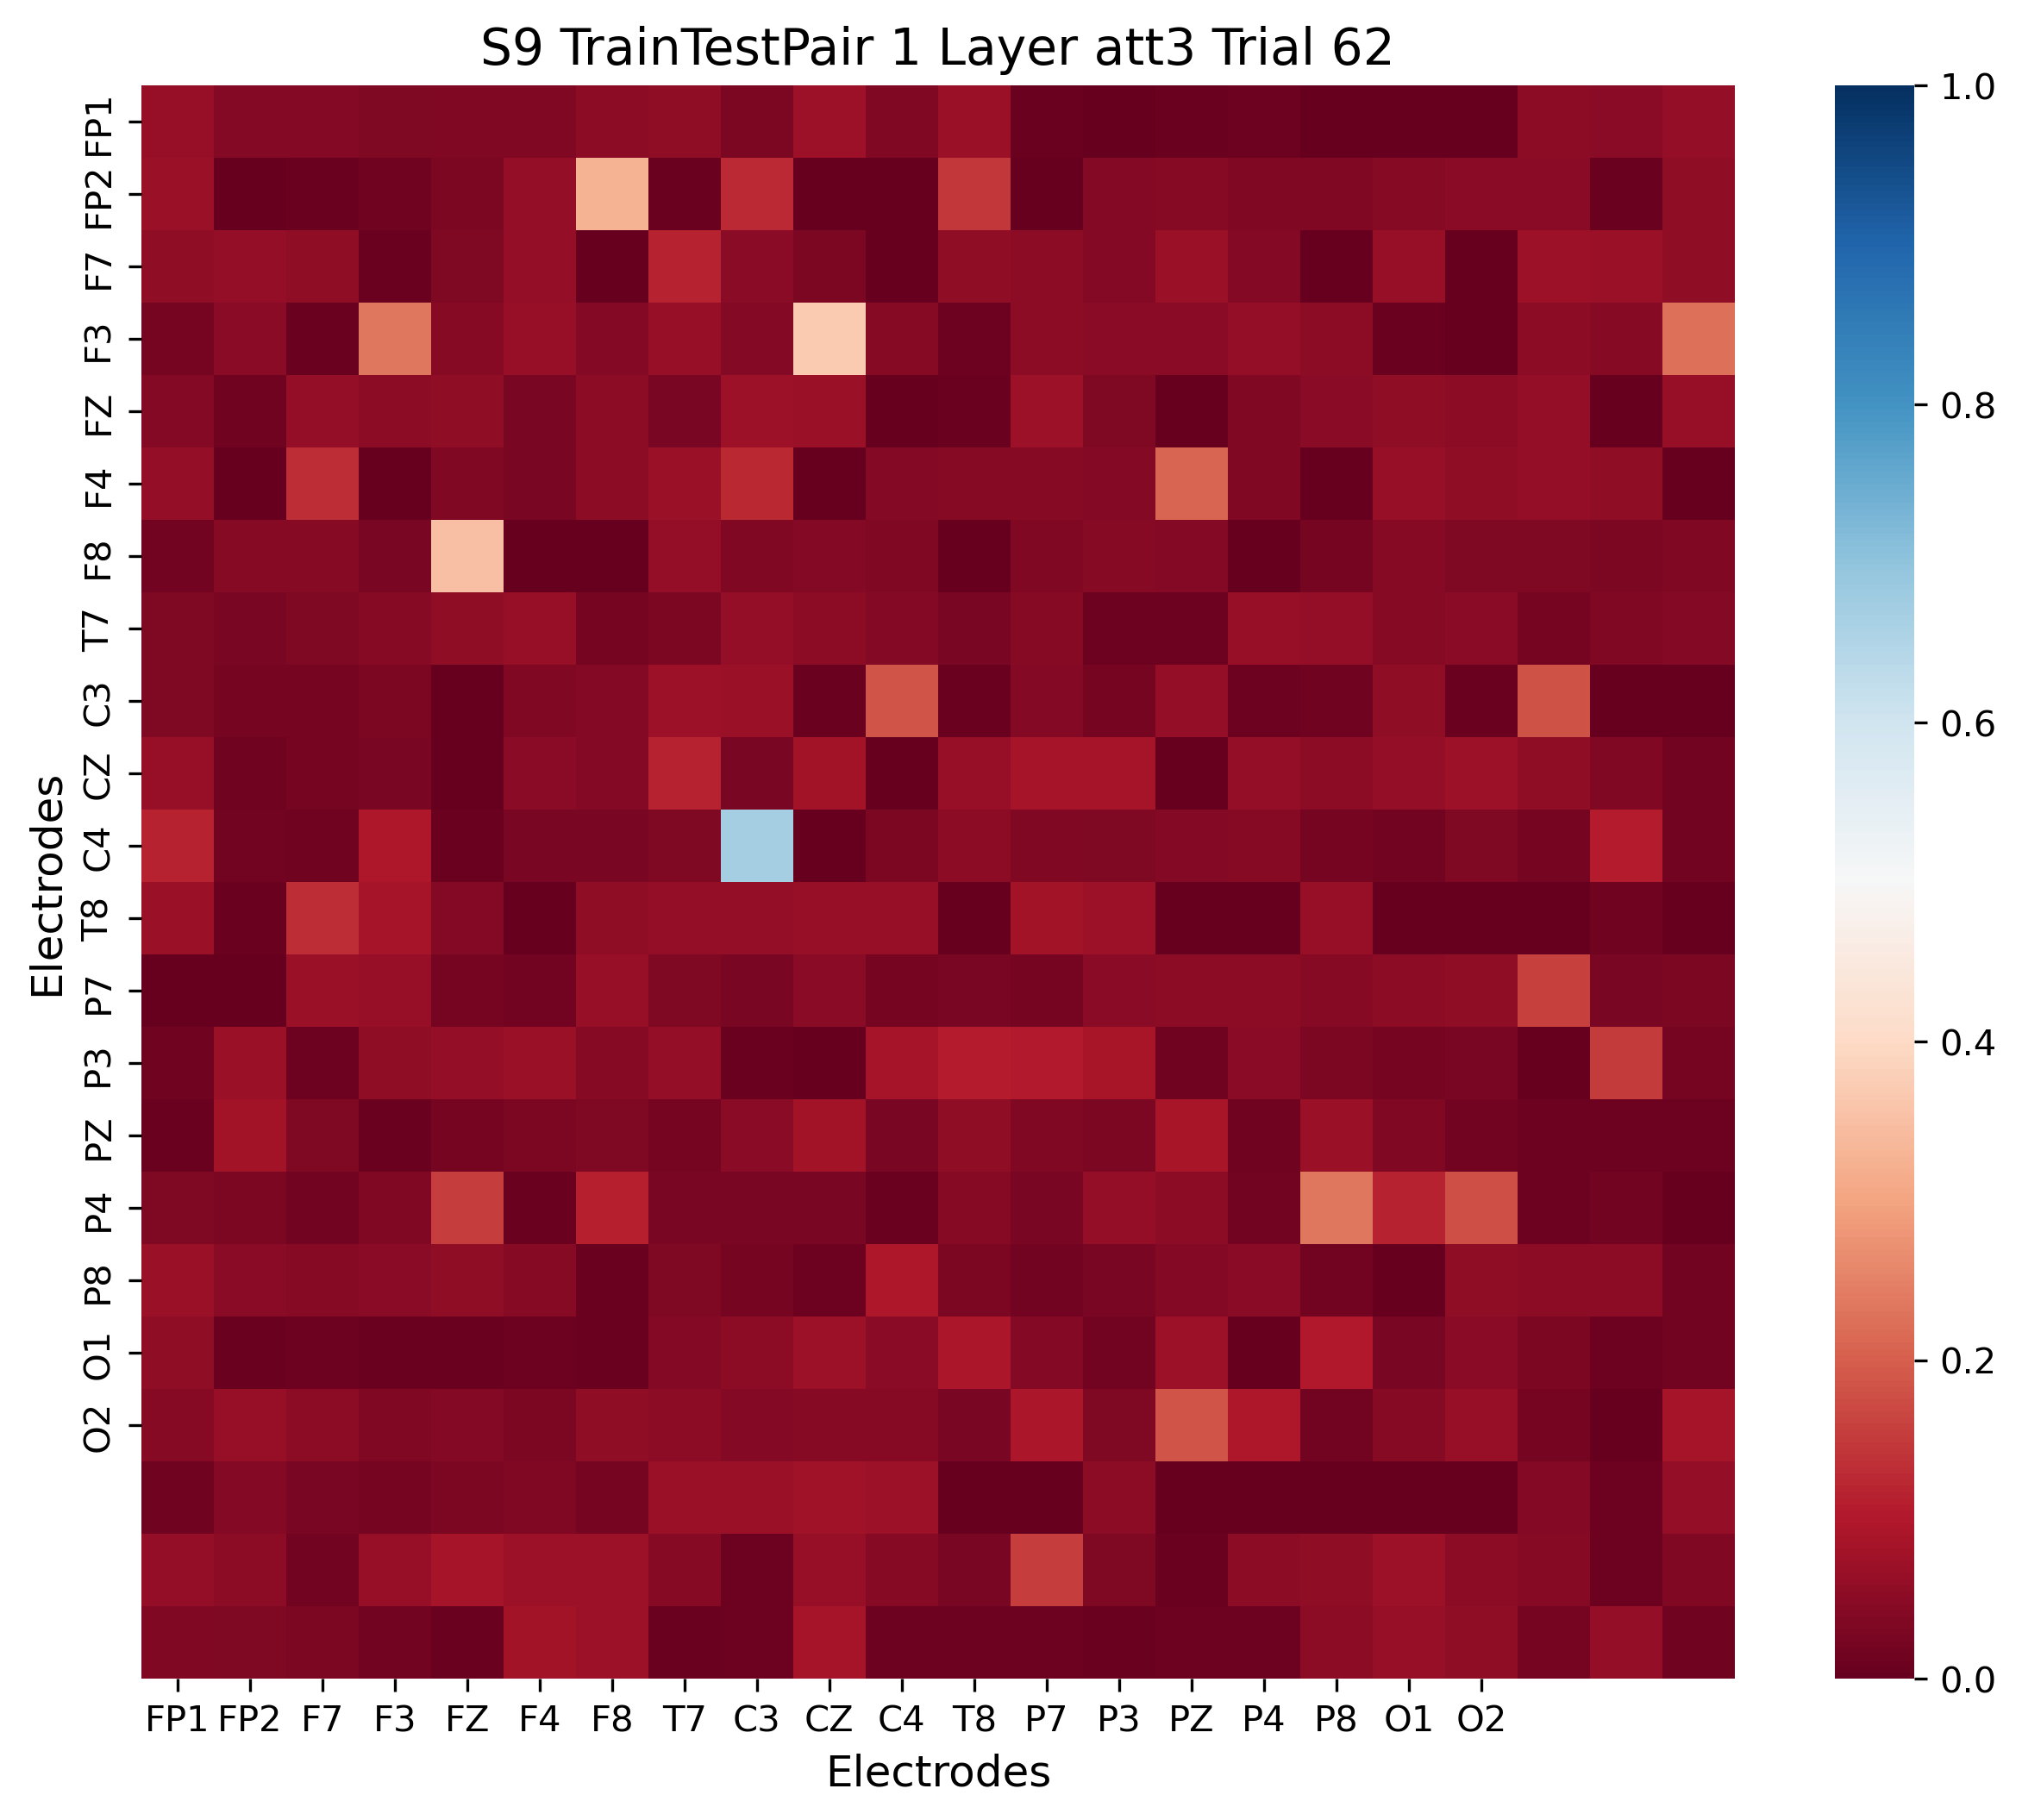 S9 TrainTestPair 1 Layer att3 Trial 62
Electrodes
FP1
FP2
F7
F3
FZ
F4
F8
T7
C3
CZ
C4
T8
P7
P3
PZ
P4
P8
O1
O2
FP1 FP2 F7 F3 FZ F4 F8 T7 C3 CZ C4 T8 P7 P3 PZ P4 P8 O1 O2
Electrodes
1.0
0.8
0.6
0.4
0.2
0.0